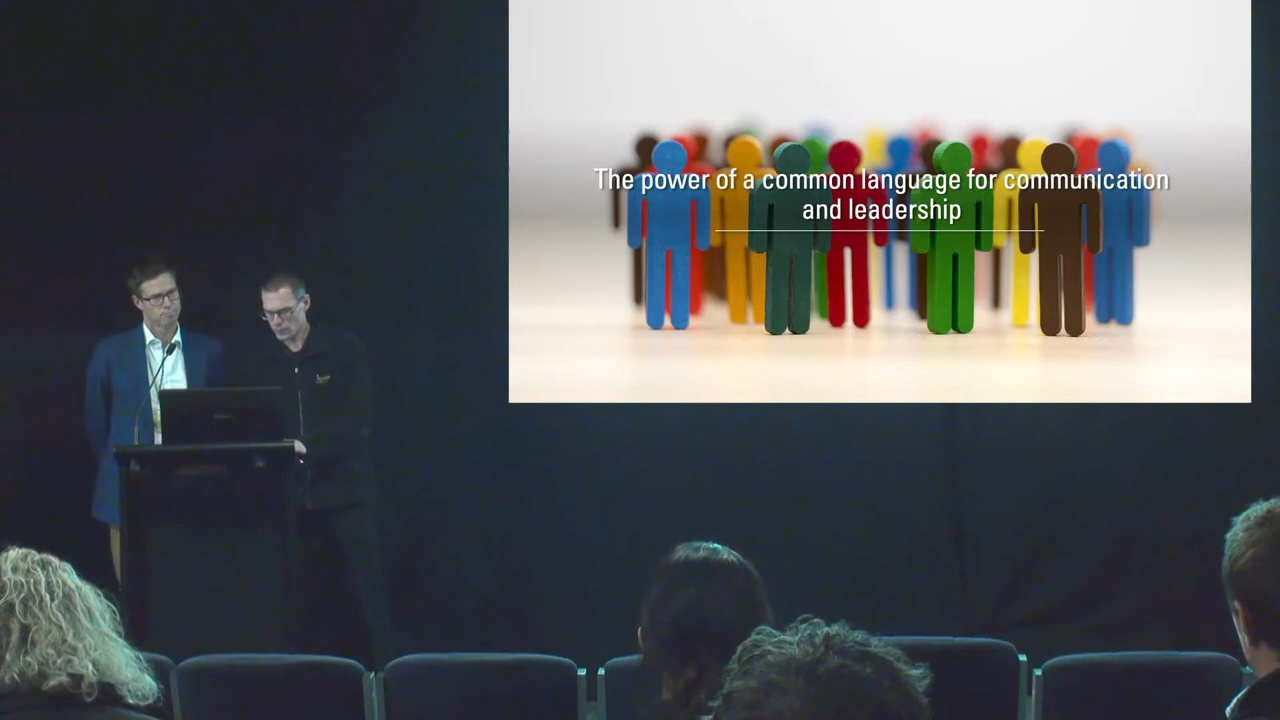 The power of a common language for communication
and leadership